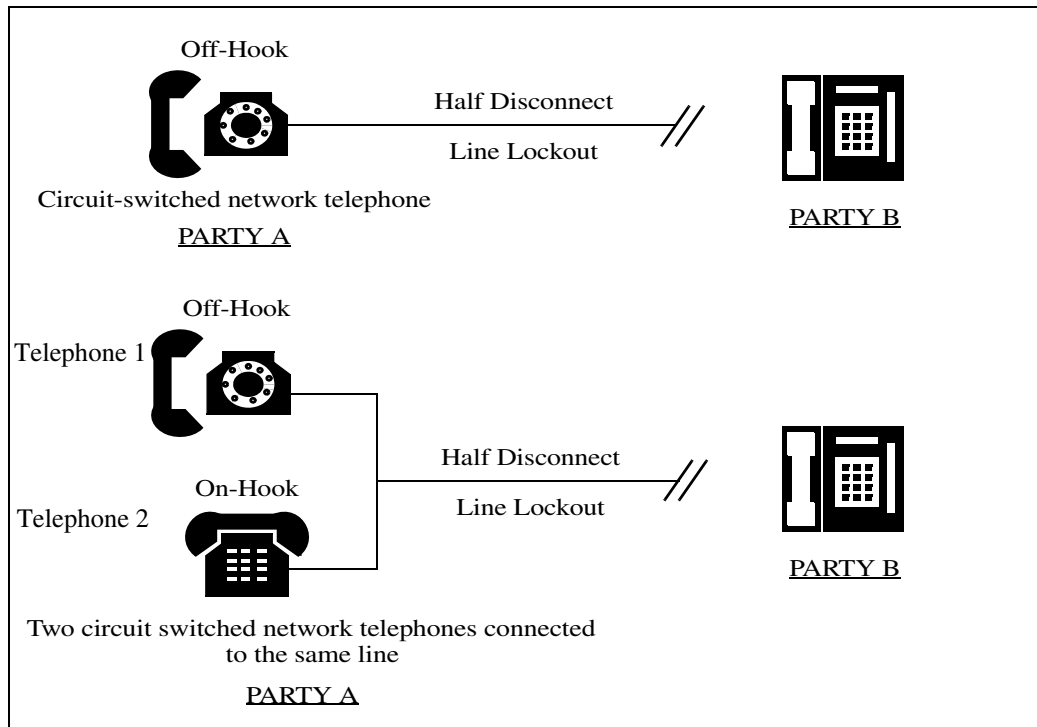 Off-Hook
Half Disconnect
Line Lockout
Circuit-switched network telephone
PARTY A
PARTY B
Off-Hook
Telephone 1
Half Disconnect
Line Lockout
On-Hook
Telephone 2
PARTY B
Two circuit switched network telephones connected
to the same line
PARTY A